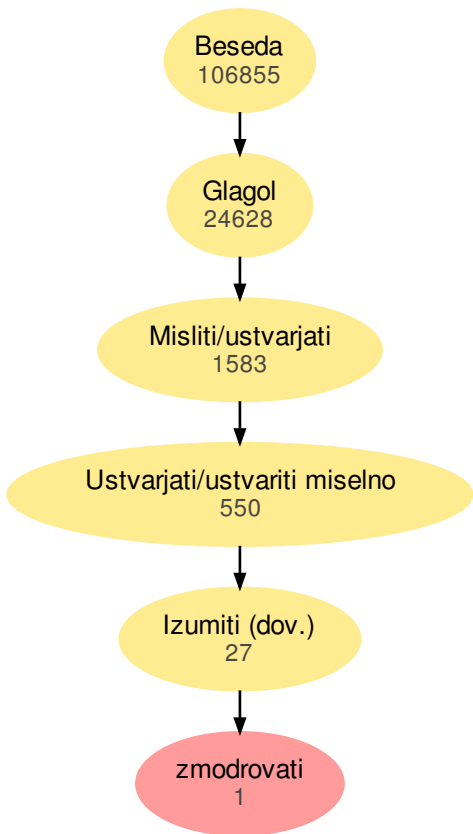 Beseda
106855
Glagol
24628
Misliti/ustvarjati
1583
Ustvarjati/ustvariti miselno
550
Izumiti (dov.)
27
zmodrovati
1